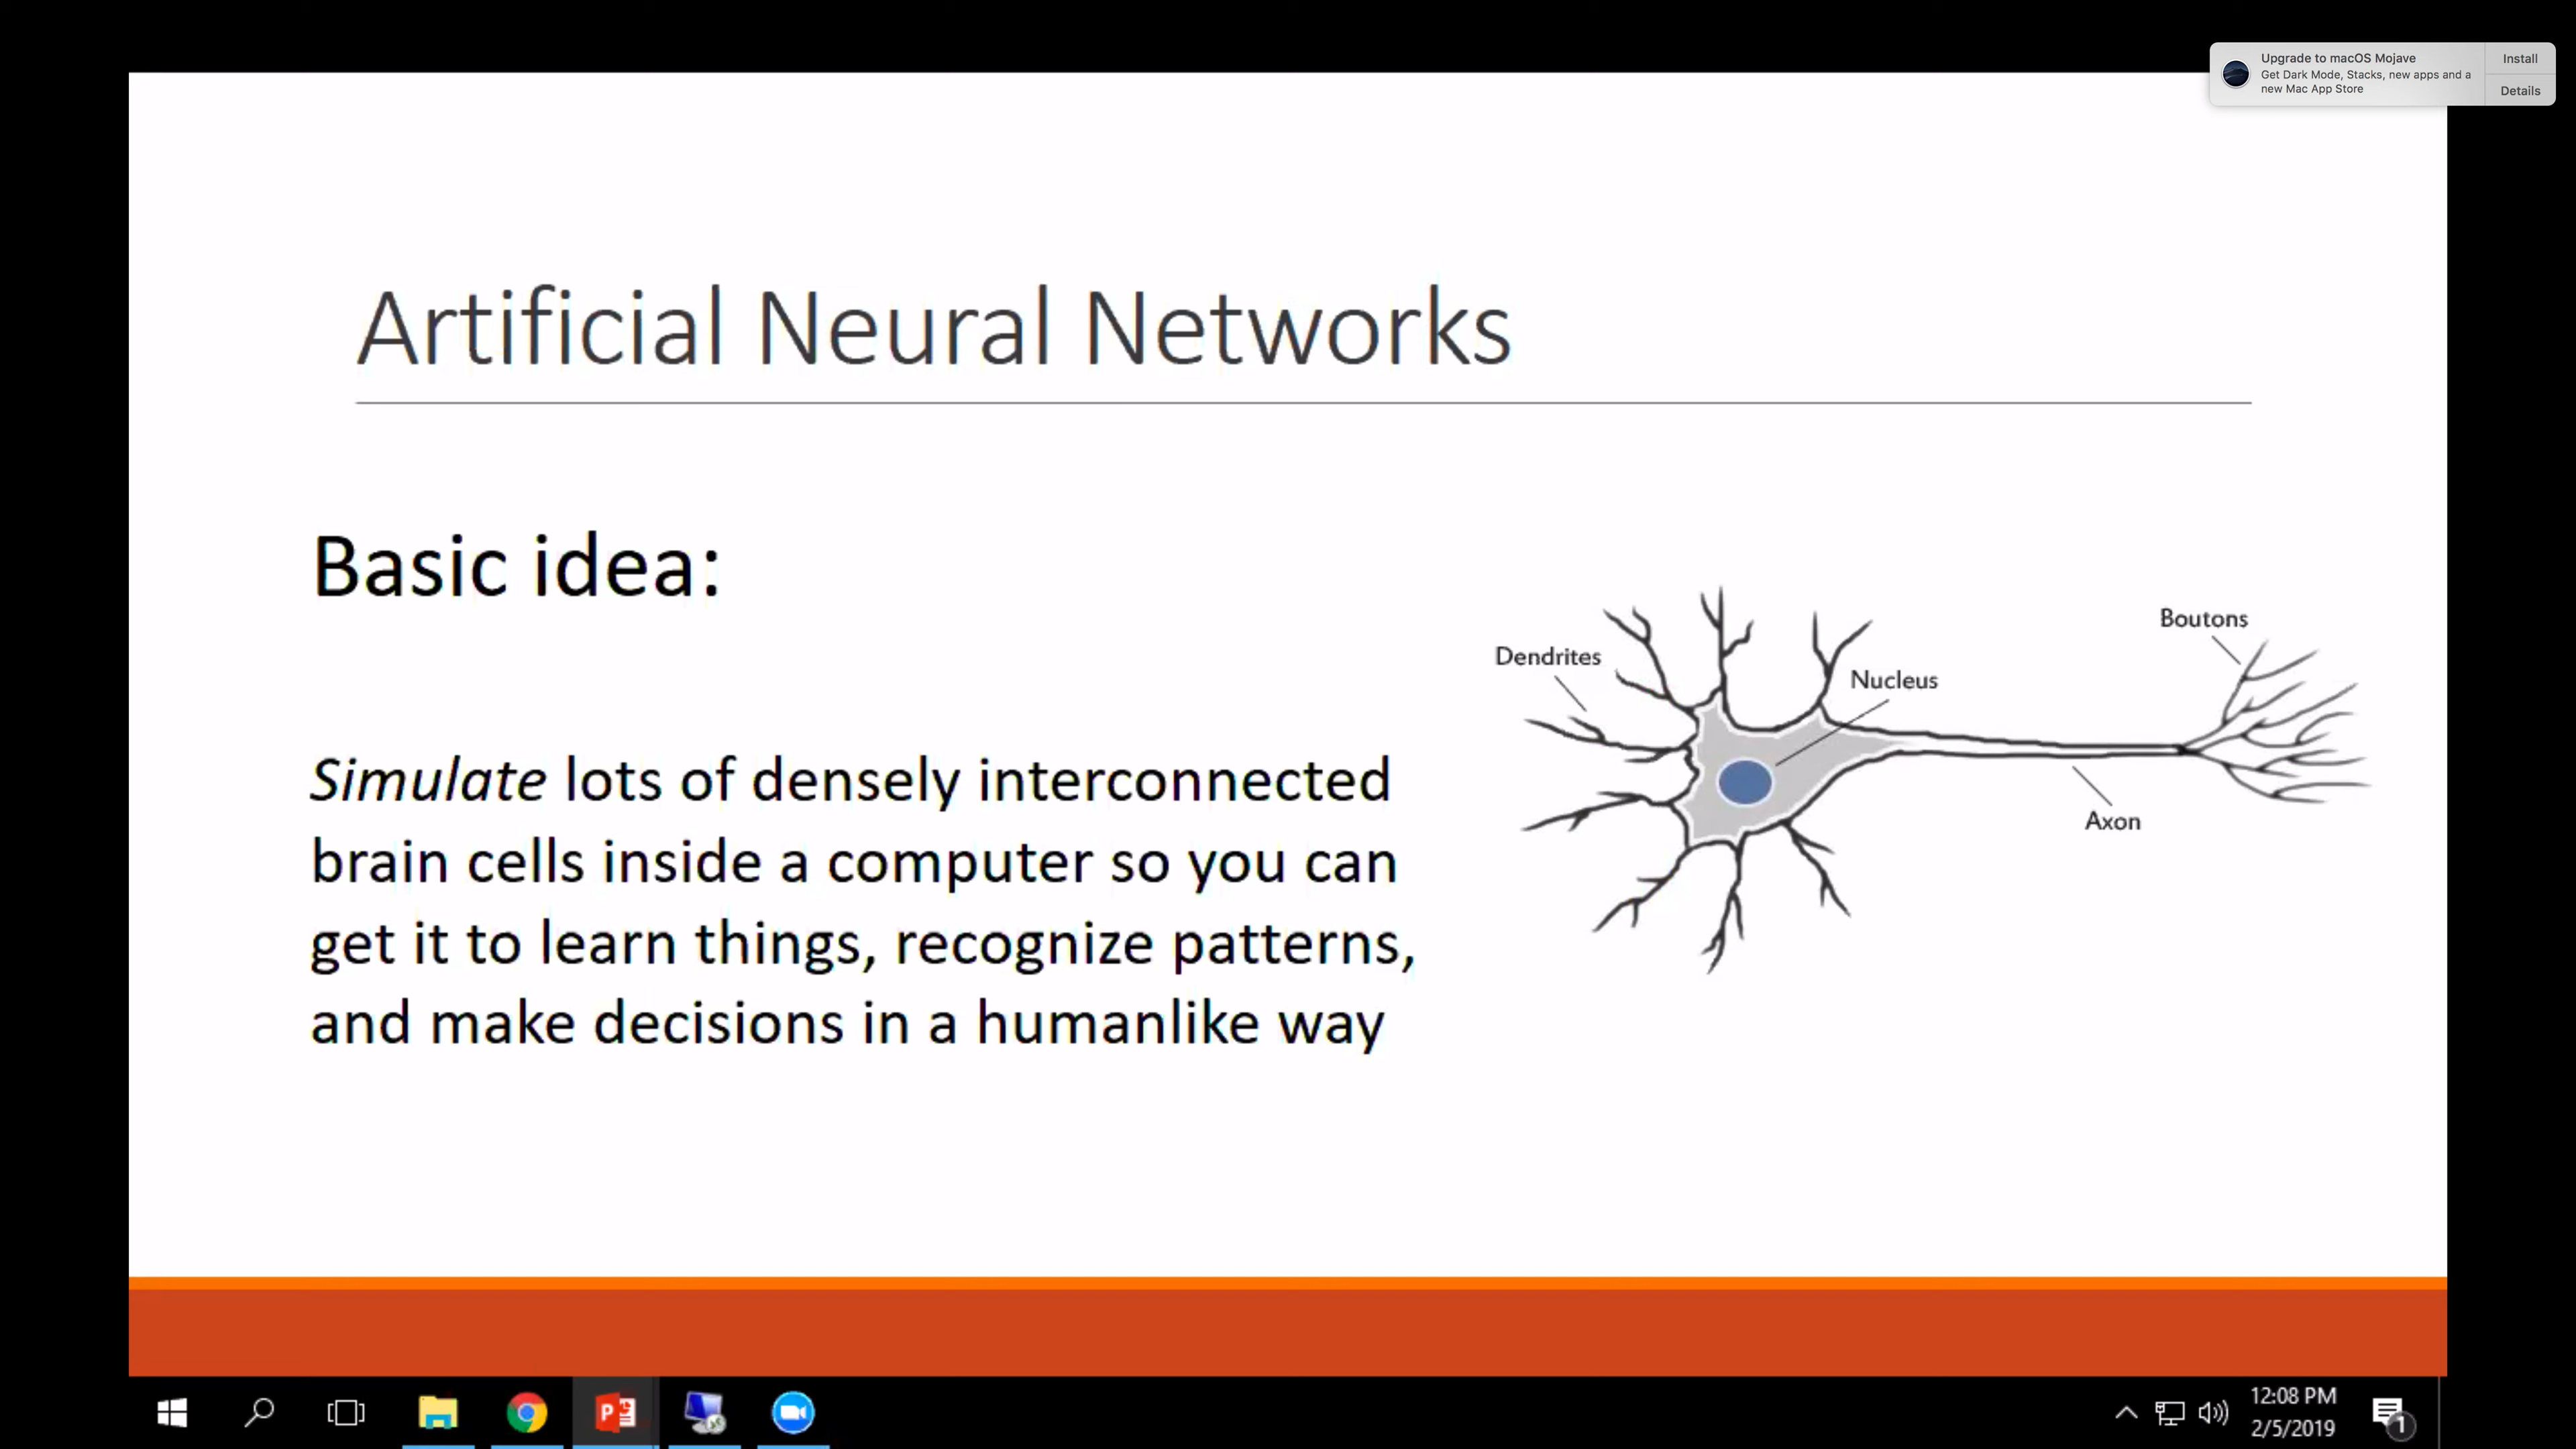 Upgrade to macOS Mojave
Get Dark Mode, Stacks, new apps and a
new Mac App Store
Install
Details
Artificial Neural Networks
Basic idea:
Simulate lots of densely interconnected
brain cells inside a computer so you can
get it to learn things, recognize patterns,
and make decisions in a humanlike way
Dendrites
Nucleus
Boutons
Axon
12:08 PM
2/5/2019
1